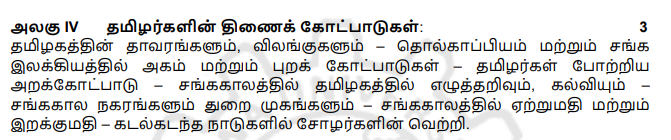 அலகு IV தமிழர்களின் திணைக் கோட்பாடுகள்: 3
தமிழகத்தின் தாவரங்களும், விலங்குகளும் – தொல்காப்பியம் மற்றும் சங்க
இலக்கியத்தில் அகம் மற்றும் புறக் கோட்பாடுகள் – தமிழர்கள் போற்றிய
அறக்கோட்பாடு – சங்ககாலத்தில் தமிழகத்தில் எழுத்தறிவும், கல்வியும் –
சங்ககால நகரங்களும் துறை முகங்களும் – சங்ககாலத்தில் ஏற்றுமதி மற்றும்
இறக்குமதி – கடல்கடந்த நாடுகளில் சோழர்களின் வெற்றி.